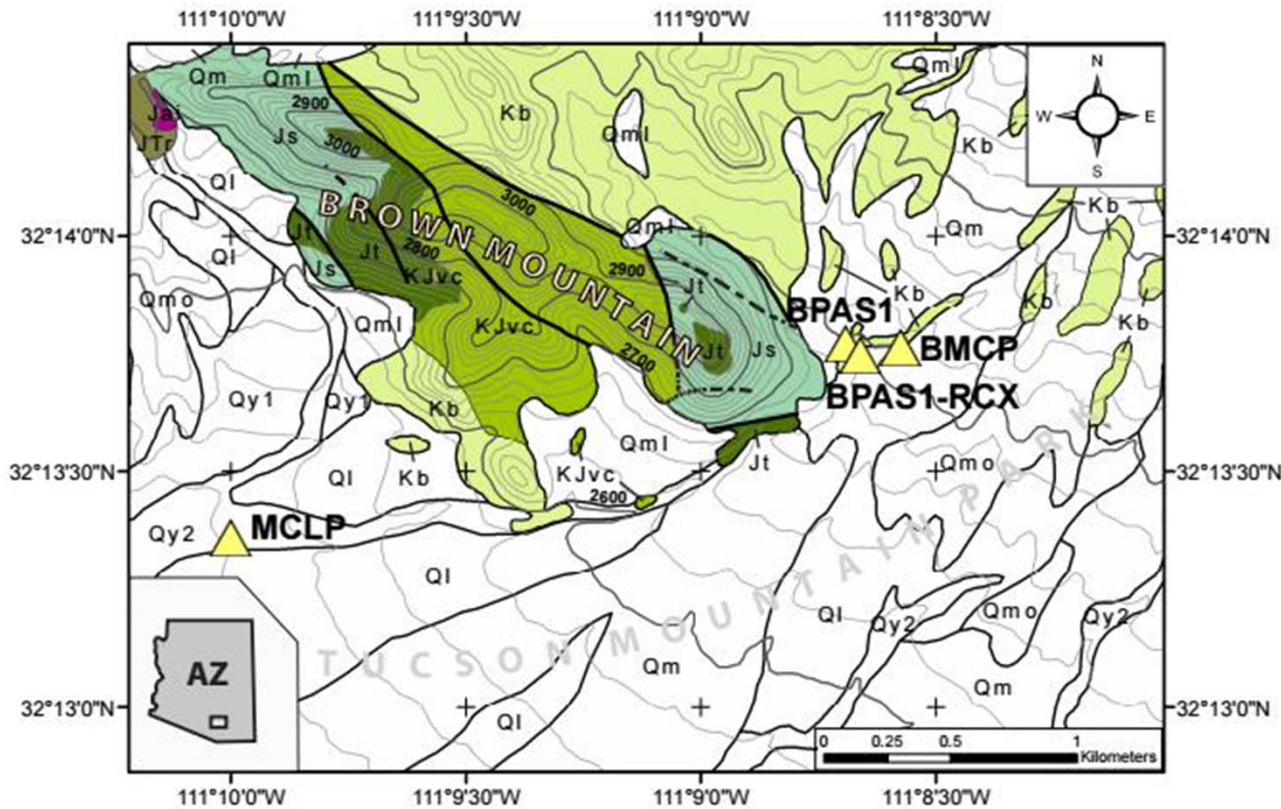 111°10'0"W 111°9'30"W 111°9'0"W 111°8'30"W
Qm Qml Qml
N
2900 Kb
W E
Jai Js Qml
S
JTr 3000 Kb
Ql
3000 Kb
BROWN MOUNTAIN
32°14'0"N Jt Qml Qm 32°14'0"N
Ql Jt 2800 2900
Js KJvc Jt Kb Kb Kb
Qmo BPAS1
Qml KJvc Jt Js BMCP
2700
Qy1 Qy1 Kb BPAS1-RCX
Qml
32°13'30"N Ql Kb KJvc Jt Qmo 32°13'30"N
2600
Qy2 MCLP
Ql
Ql Qy2 Qmo Qy2
TUCSON MOUNTAIN PARK
AZ
Qm Qm
32°13'0"N Ql 32°13'0"N
0 0.25 0.5 1
Kilometers
111°10'0"W 111°9'30"W 111°9'0"W 111°8'30"W